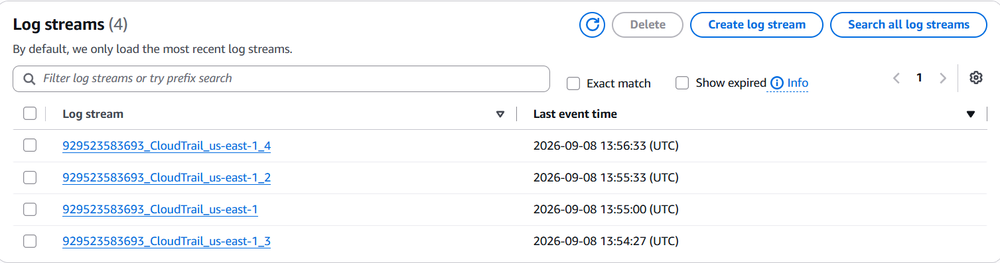 Log streams (4)
Delete
Create log stream
Search all log streams
By default, we only load the most recent log streams.
Filter log streams or try prefix search
Exact match
Show expired
Info
1
Log stream
Last event time
929523583693_CloudTrail_us-east-1_4
2026-09-08 13:56:33 (UTC)
929523583693_CloudTrail_us-east-1_2
2026-09-08 13:55:33 (UTC)
929523583693_CloudTrail_us-east-1
2026-09-08 13:55:00 (UTC)
929523583693_CloudTrail_us-east-1_3
2026-09-08 13:54:27 (UTC)